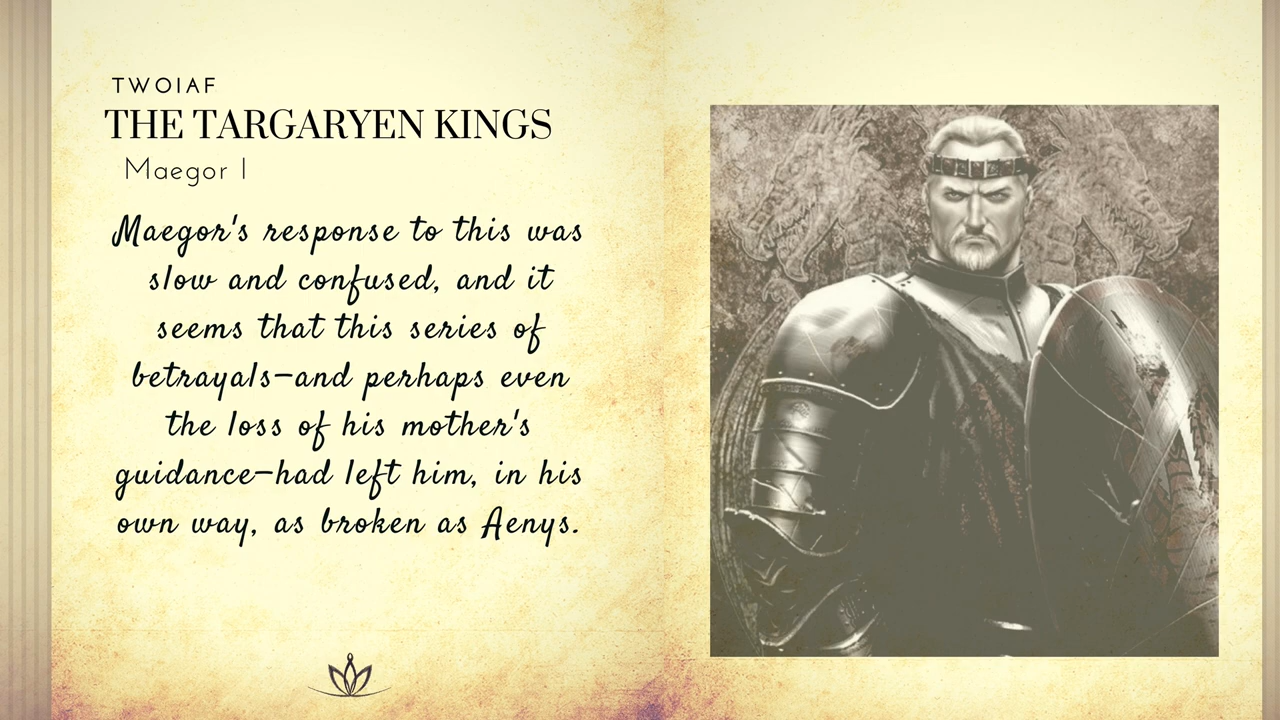 TWOIAF
THE TARGARYEN KINGS
Maegor I
Maegor's response to this was
slow and confused, and it
seems that this series of
betrayals—and perhaps even
the loss of his mother's
guidance—had left him, in his
own way, as broken as Aenys.